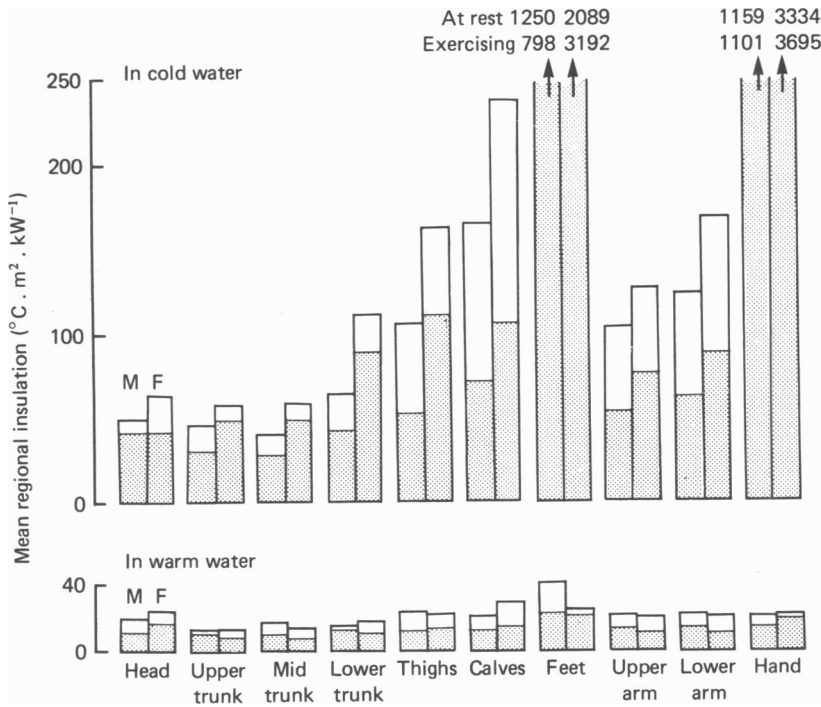 At rest 1250 2089 1159 3334
Exercising 798 3192 1101 3695
In cold water
250
200
100
0
M F
Mean regional insulation (°C . m² . kW⁻¹)
In warm water
40
0
M F
Head Upper trunk Mid trunk Lower trunk Thighs Calves Feet Upper arm Lower arm Hand